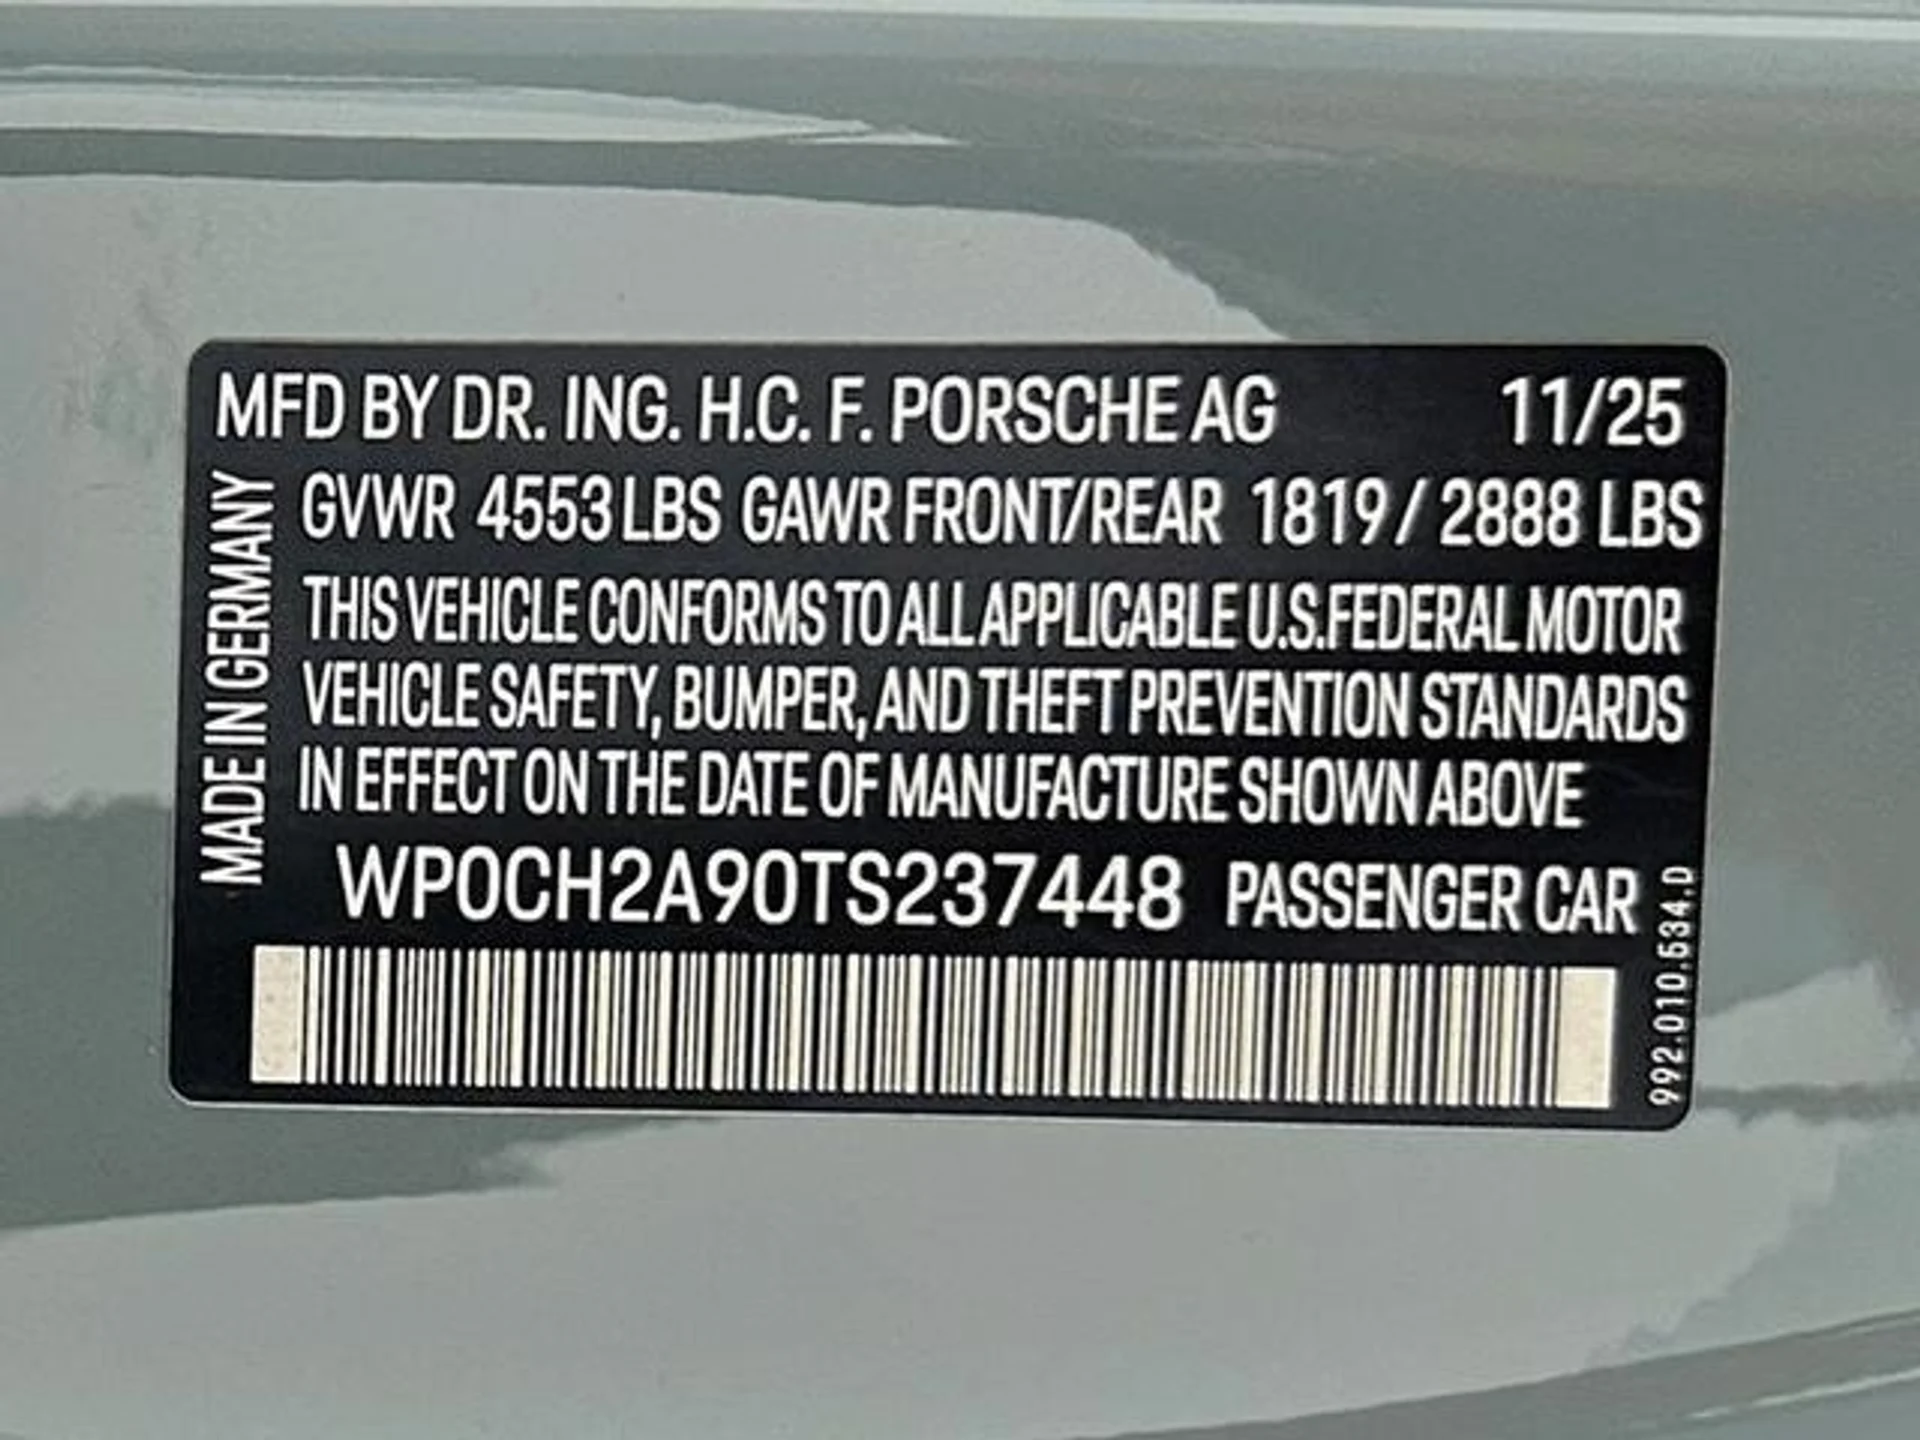 MFD BY DR. ING. H.C. F. PORSCHE AG 11/25
GVWR 4553 LBS GAWR FRONT/REAR 1819 / 2888 LBS
THIS VEHICLE CONFORMS TO ALL APPLICABLE U.S.FEDERAL MOTOR
VEHICLE SAFETY, BUMPER, AND THEFT PREVENTION STANDARDS
IN EFFECT ON THE DATE OF MANUFACTURE SHOWN ABOVE
WP0CH2A90TS237448 PASSENGER CAR
MADE IN GERMANY
992.010.534.D